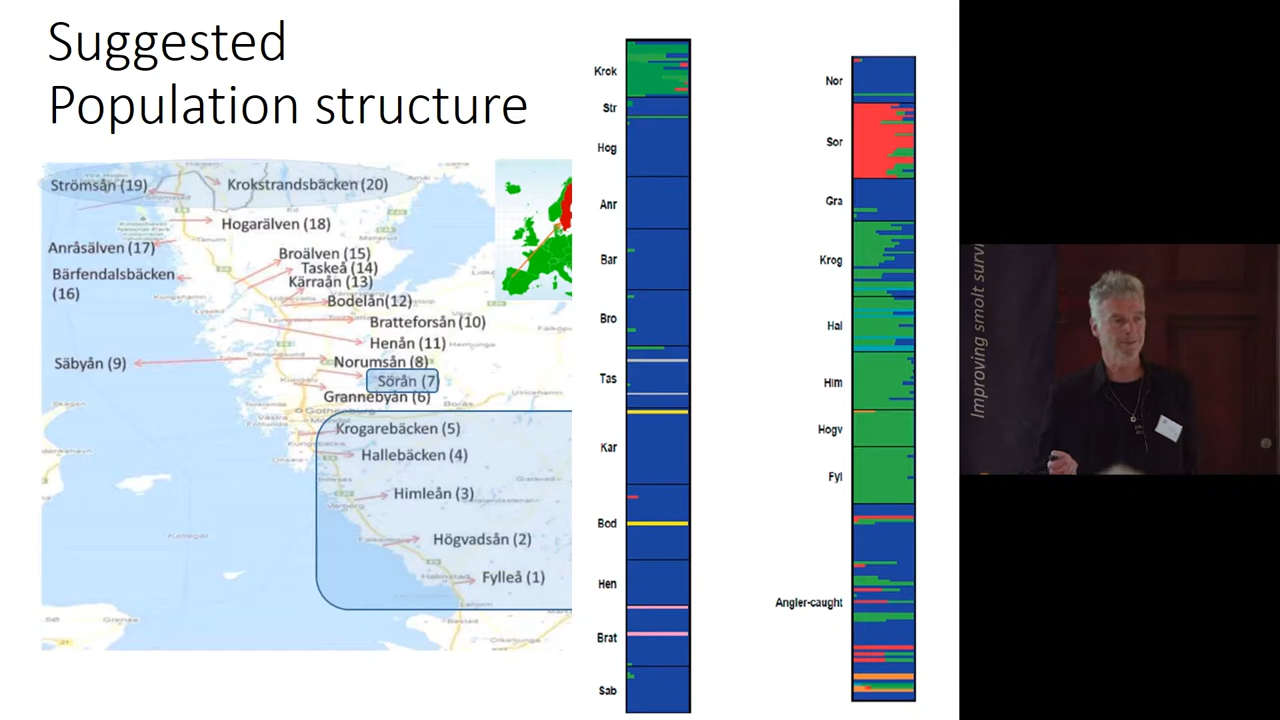 Suggested
Population structure
Strömsån (19)
Krokstrandsbäcken (20)
Hogarälven (18)
Anråsälven (17)
Broälven (15)
Taskeå (14)
Bärfendalsbäcken
(16)
Kärraån (13)
Bodelån(12)
Bratteforsån (10)
Henån (11)
Säbyån (9)
Norumsån (8)
Sörån (7
Grannebyån (6)
Krogarebäcken (5)
Hallebäcken (4)
Himleån (3)
Högvadsån (2)
Fylleå (1)
Krok
Str
Hog
Anr
Bar
Bro
Tas
Kar
Bod
Hen
Brat
Sab
Nor
Sor
Gra
Krog
Hal
Him
Hogv
Fyl
Angler-caught
Improving smolt survi